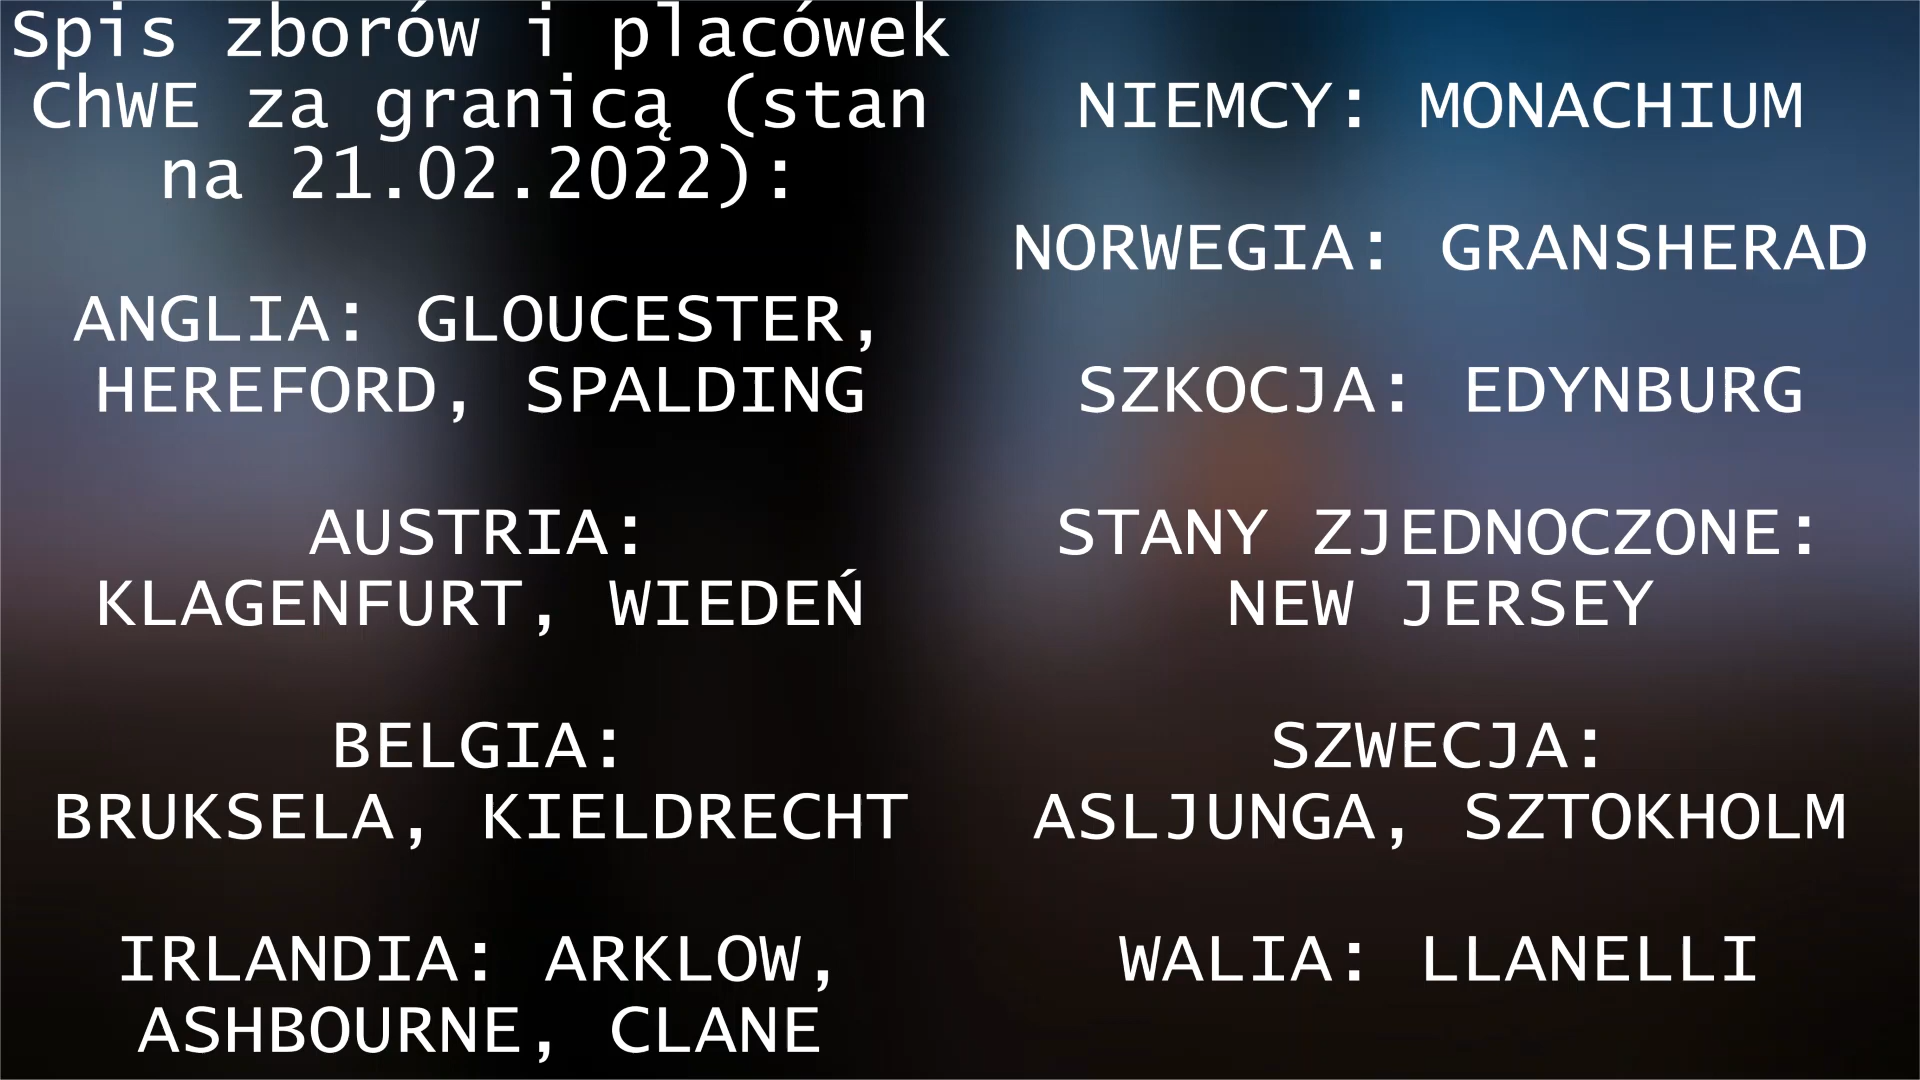 Spis zborów i placówek
ChWE za granicą (stan
na 21.02.2022):
ANGLIA: GLOUCESTER,
HEREFORD, SPALDING
AUSTRIA:
KLAGENFURT, WIEDEŃ
BELGIA:
BRUKSELA, KIELDRECHT
IRLANDIA: ARKLOW,
ASHBOURNE, CLANE
NIEMCY: MONACHIUM
NORWEGIA: GRANSHERAD
SZKOCJA: EDYNBURG
STANY ZJEDNOCZONE:
NEW JERSEY
SZWECJA:
ASLJUNGA, SZTOKHOLM
WALIA: LLANELLI